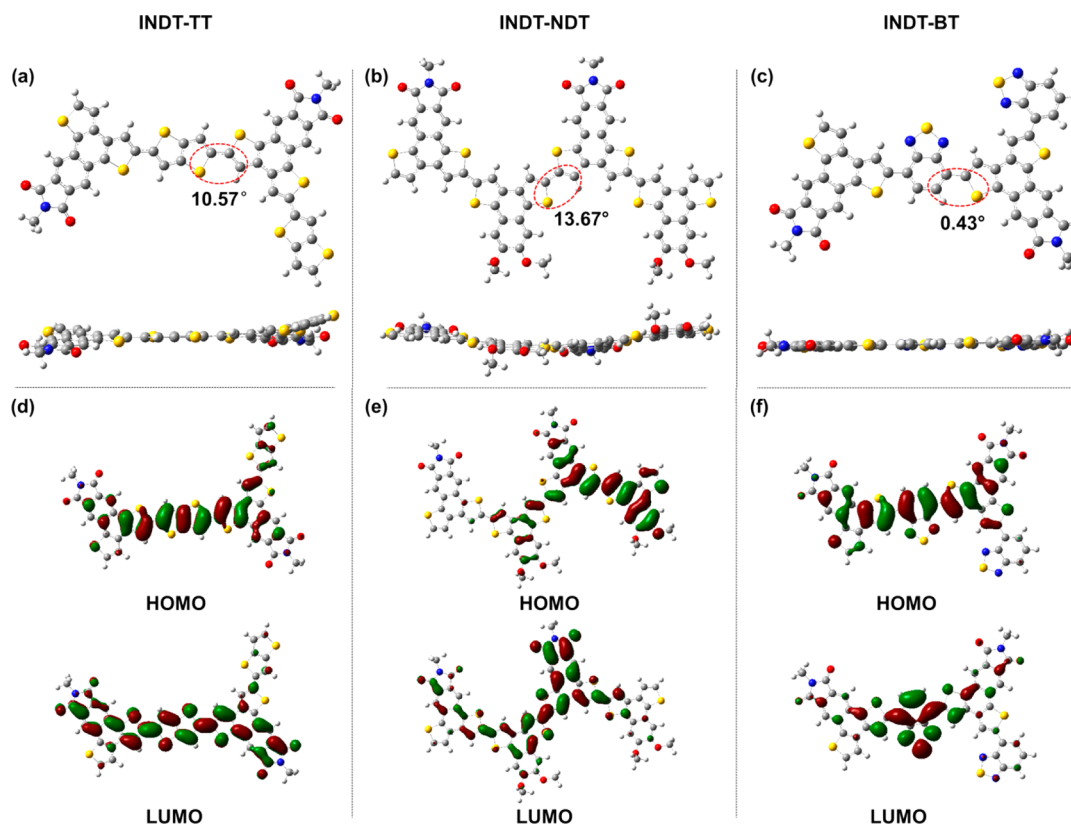 INDT-TT
INDT-NDT
INDT-BT
(a)
(b)
(c)
10.57°
13.67°
0.43°
(d)
(e)
(f)
HOMO
HOMO
HOMO
LUMO
LUMO
LUMO